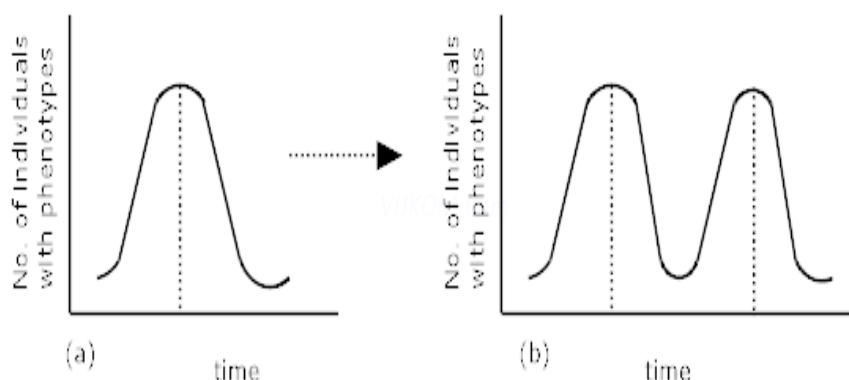 No. of individuals
with phenotypes
(a)
time
No. of individuals
with phenotypes
(b)
time